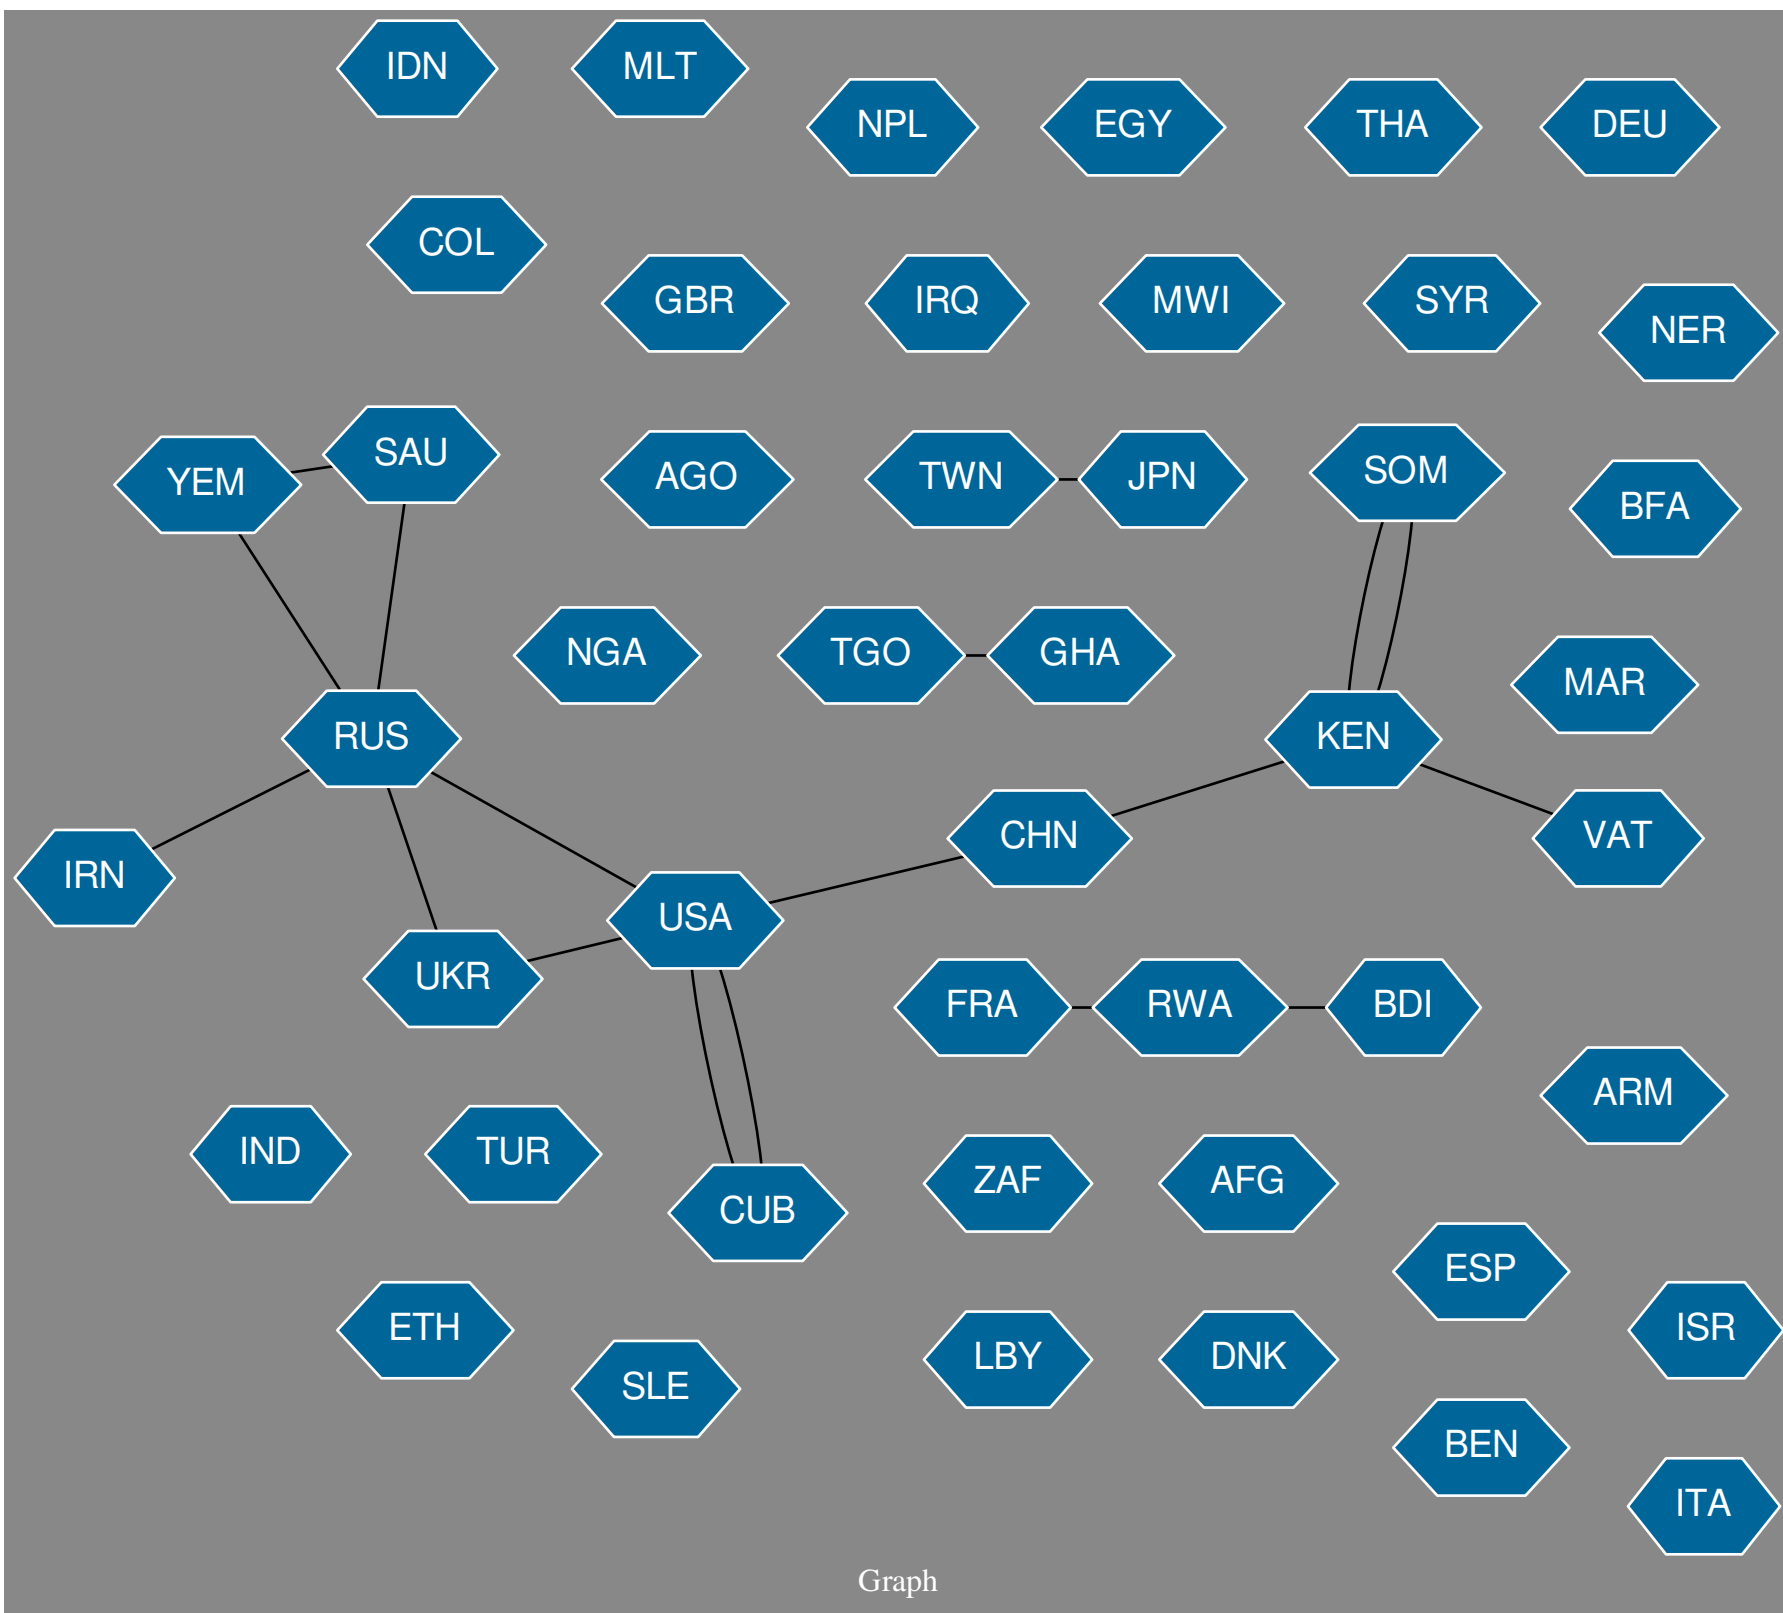 IDN
MLT
NPL
EGY
THA
DEU
COL
GBR
IRQ
MWI
SYR
NER
YEM
SAU
AGO
TWN
JPN
SOM
BFA
NGA
TGO
GHA
MAR
RUS
KEN
CHN
VAT
IRN
USA
UKR
FRA
RWA
BDI
ARM
IND
TUR
CUB
ZAF
AFG
ESP
ETH
SLE
LBY
DNK
ISR
BEN
ITA
Graph